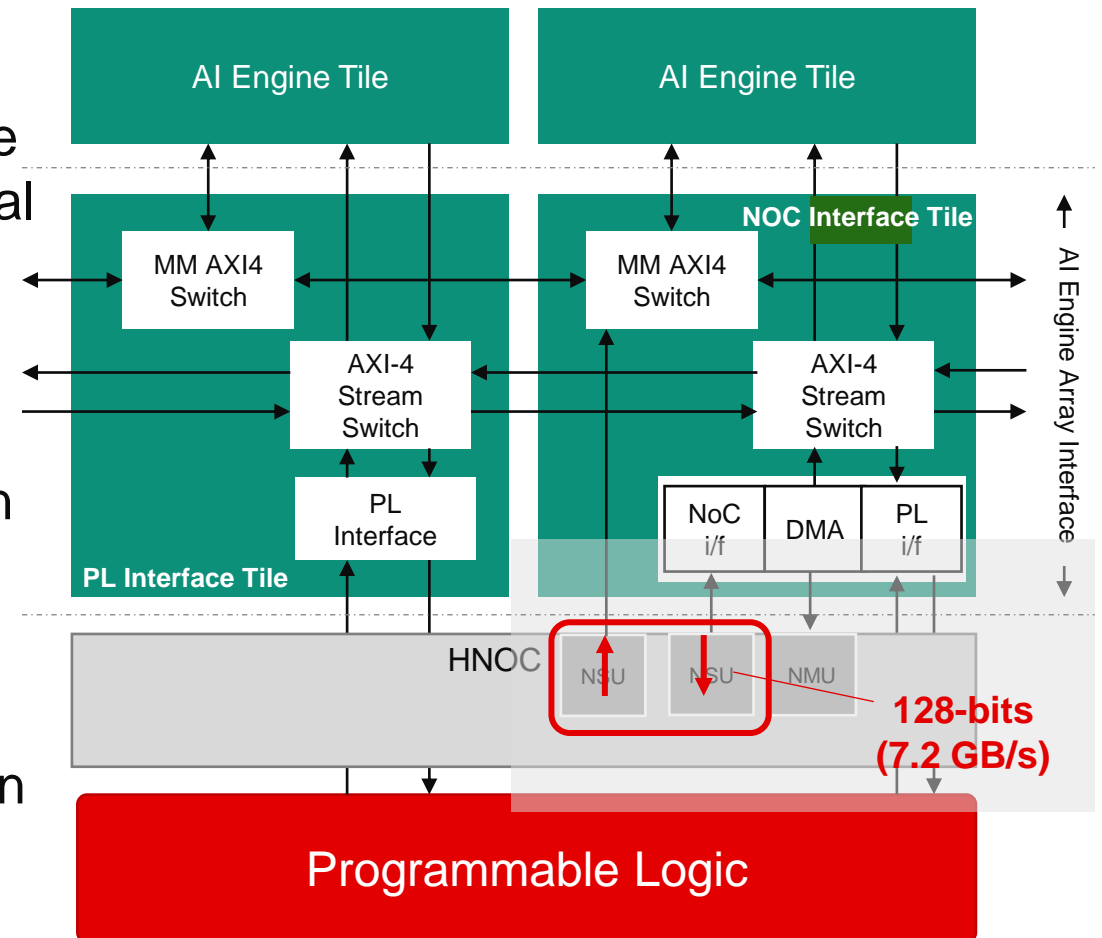 AI Engine Tile
AI Engine Tile
e
al
NOC Interface Tile
MM AXI4
Switch
MM AXI4
Switch
AXI-4
Stream
Switch
AXI-4
Stream
Switch
AI Engine Array Interface
n
PL
Interface
NoC
i/f
DMA
PL
i/f
PL Interface Tile
HNOC
NSU
NSU
NMU
128-bits
(7.2 GB/s)
n
Programmable Logic